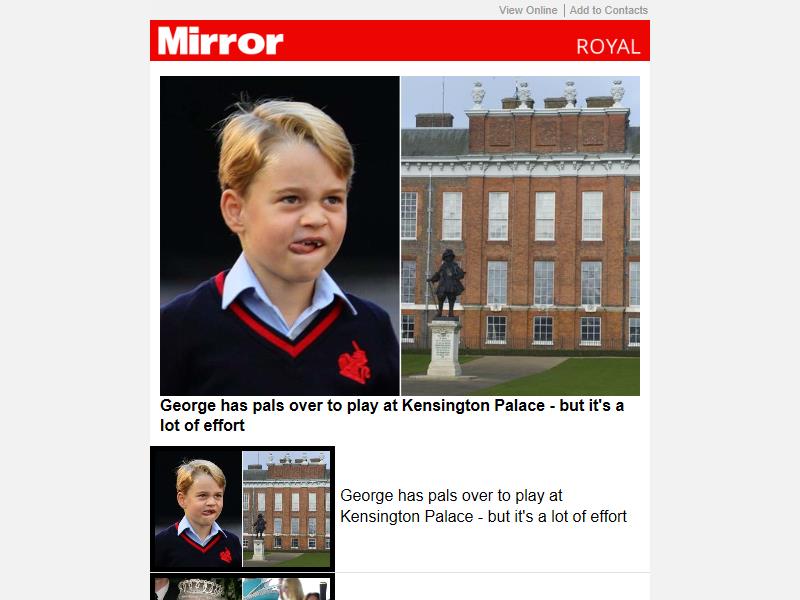 View Online | Add to Contacts
Mirror
ROYAL
George has pals over to play at Kensington Palace - but it's a
lot of effort
George has pals over to play at
Kensington Palace - but it's a lot of effort